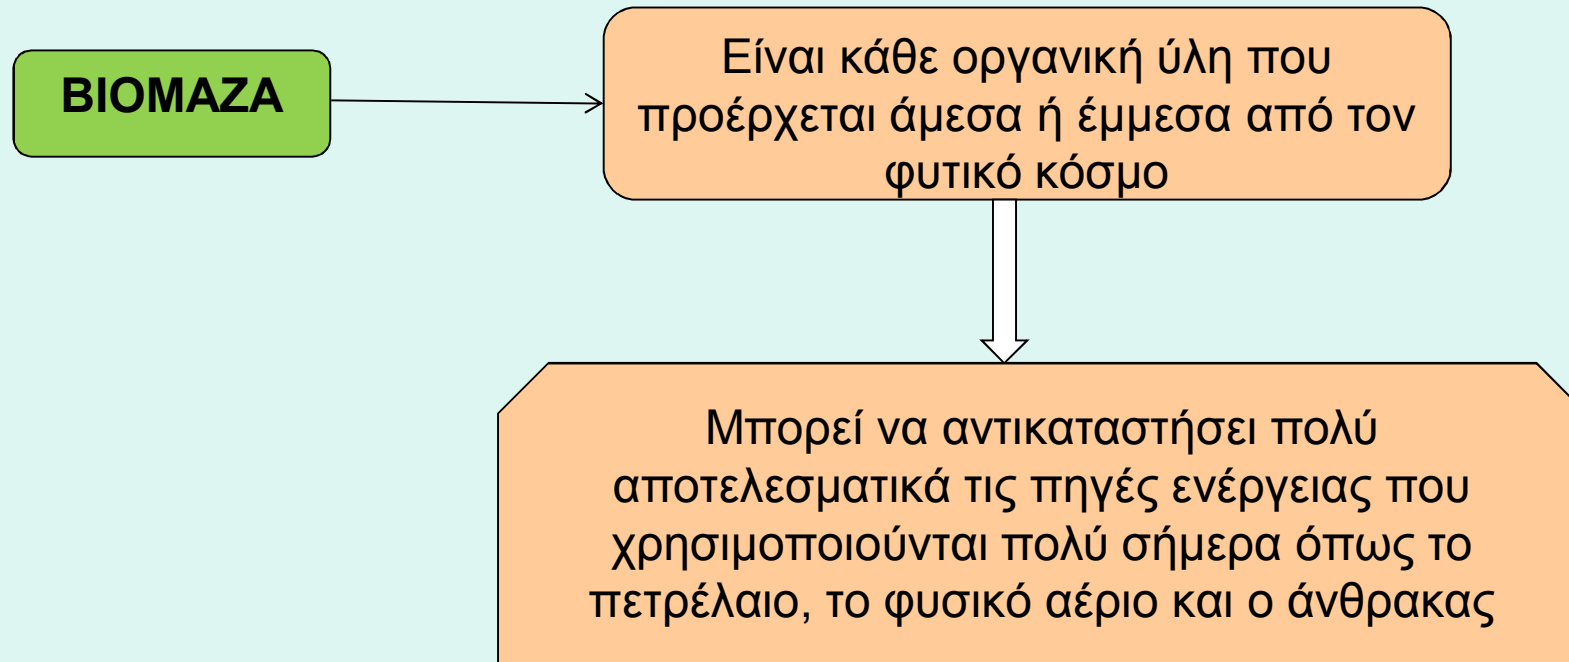 ΒΙΟΜΑΖΑ
Είναι κάθε οργανική ύλη που
προέρχεται άμεσα ή έμμεσα από τον
φυτικό κόσμο
Μπορεί να αντικαταστήσει πολύ
αποτελεσματικά τις πηγές ενέργειας που
χρησιμοποιούνται πολύ σήμερα όπως το
πετρέλαιο, το φυσικό αέριο και ο άνθρακας